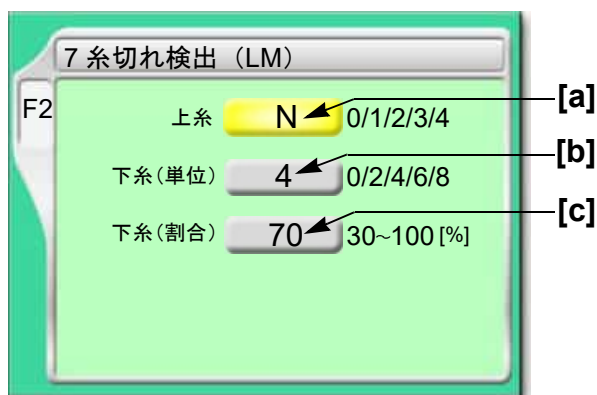 7 糸切れ検出（LM）
F2
上糸 N 0/1/2/3/4 [a]
下糸（単位） 4 0/2/4/6/8 [b]
下糸（割合） 70 30~100 [%] [c]